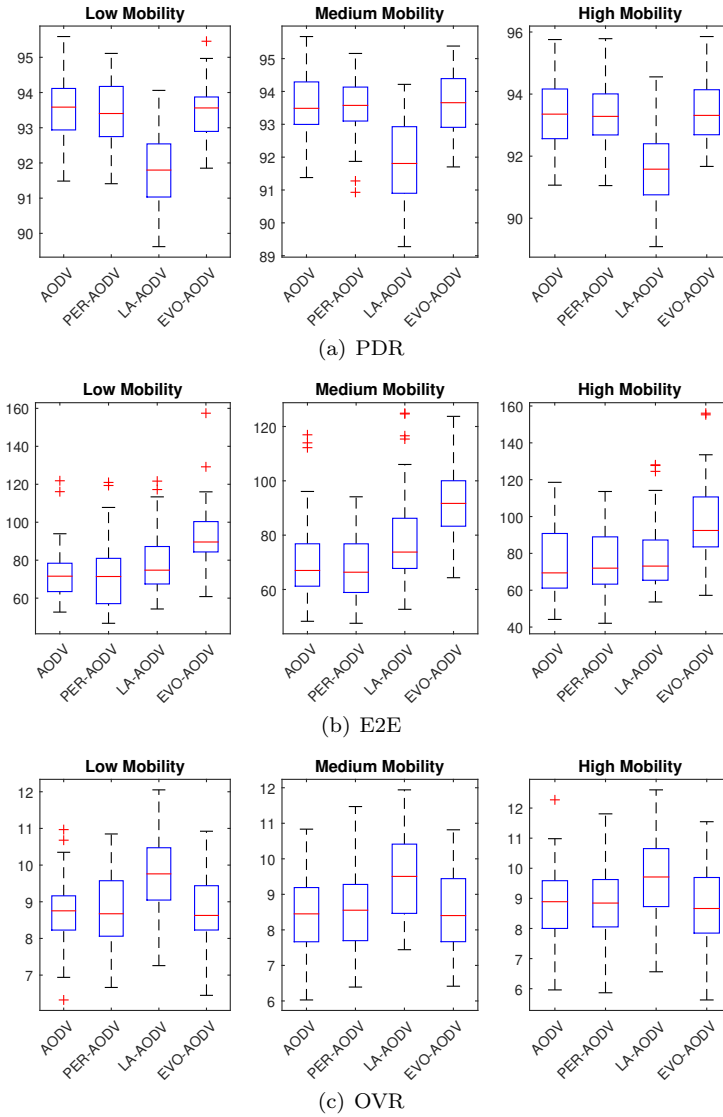 Low Mobility
95
94
93
92
91
90
AODV
PER-AODV
LA-AODV
EVO-AODV
Medium Mobility
95
94
93
92
91
90
89
AODV
PER-AODV
LA-AODV
EVO-AODV
High Mobility
96
94
92
90
AODV
PER-AODV
LA-AODV
EVO-AODV
(a) PDR
Low Mobility
160
140
120
100
80
60
AODV
PER-AODV
LA-AODV
EVO-AODV
Medium Mobility
120
100
80
60
AODV
PER-AODV
LA-AODV
EVO-AODV
High Mobility
160
140
120
100
80
60
40
AODV
PER-AODV
LA-AODV
EVO-AODV
(b) E2E
Low Mobility
12
11
10
9
8
7
AODV
PER-AODV
LA-AODV
EVO-AODV
Medium Mobility
12
11
10
9
8
7
6
AODV
PER-AODV
LA-AODV
EVO-AODV
High Mobility
12
11
10
9
8
7
6
AODV
PER-AODV
LA-AODV
EVO-AODV
(c) OVR